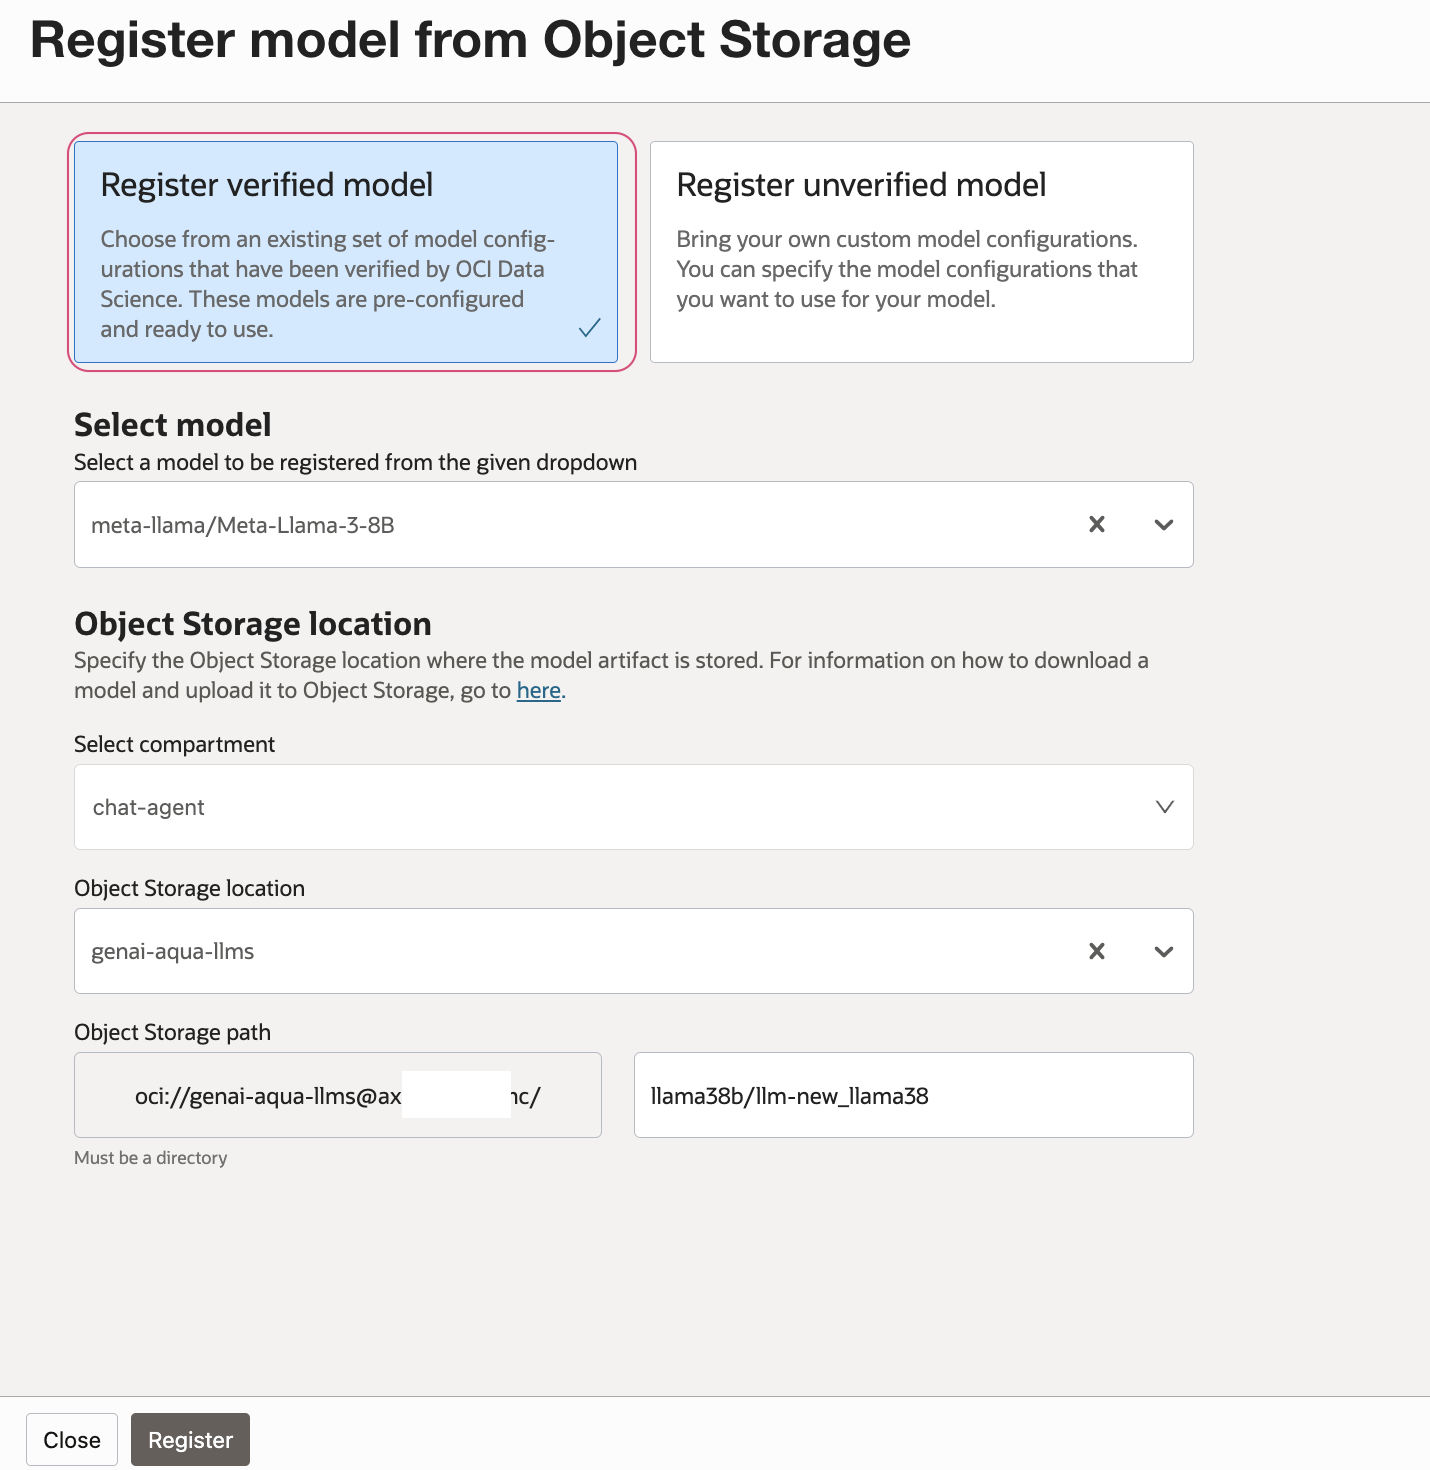 Register model from Object Storage
Register verified model
Choose from an existing set of model config-
urations that have been verified by OCI Data
Science. These models are pre-configured
and ready to use.
Register unverified model
Bring your own custom model configurations.
You can specify the model configurations that
you want to use for your model.
Select model
Select a model to be registered from the given dropdown
meta-llama/Meta-Llama-3-8B
Object Storage location
Specify the Object Storage location where the model artifact is stored. For information on how to download a
model and upload it to Object Storage, go to here.
Select compartment
chat-agent
Object Storage location
genai-aqua-llms
Object Storage path
oci://genai-aqua-llms@ax
c/
llama38b/llm-new_llama38
Must be a directory
Close
Register